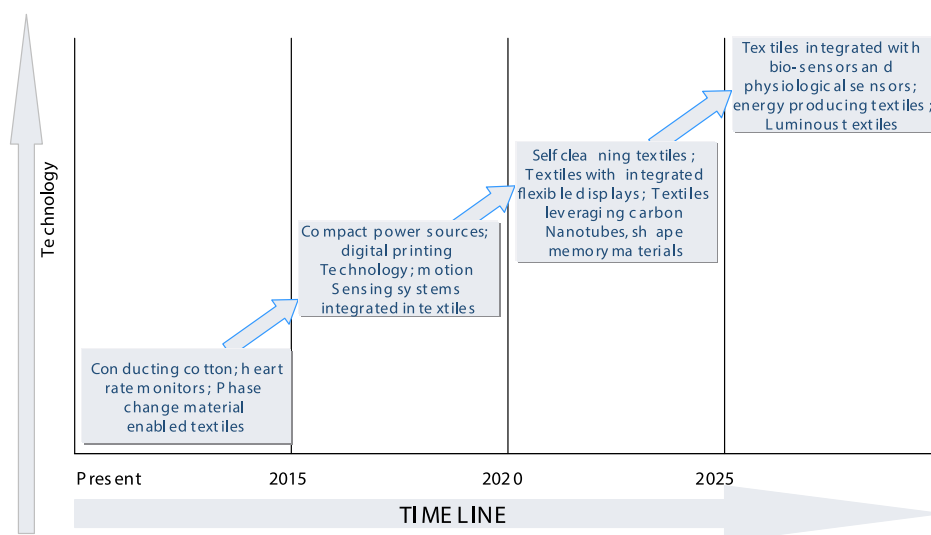 Technology
Textiles integrated with
bio-sensors and
physiological sensors;
energy producing textiles;
Luminous textiles
Self cleaning textiles;
Textiles with integrated
flexible displays; Textiles
leveraging carbon
Nanotubes, shape
memory materials
Compact power sources;
digital printing
Technology; motion
Sensing systems
integrated in textiles
Conducting cotton; heart
rate monitors; Phase
change material
enabled textiles
Present 2015 2020 2025
TIME LINE